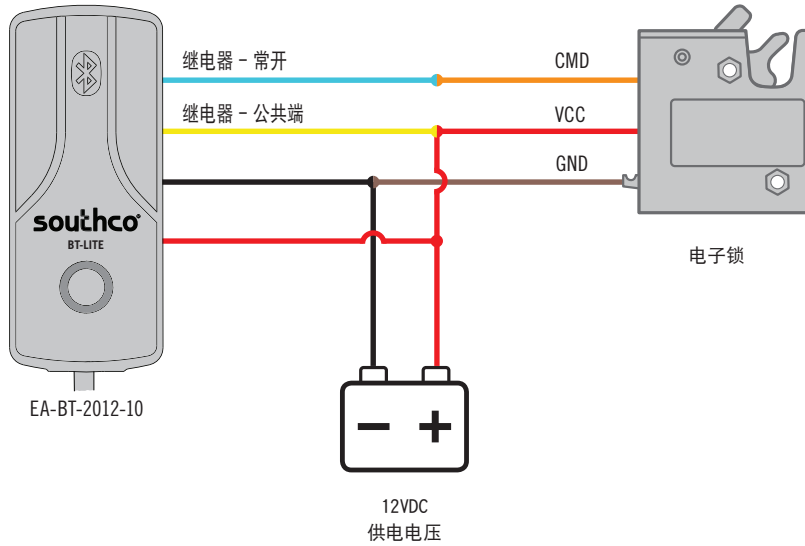 继电器 - 常开
CMD
继电器 - 公共端
VCC
GND
southco
BT-LITE
电子锁
EA-BT-2012-10
12VDC
供电电压